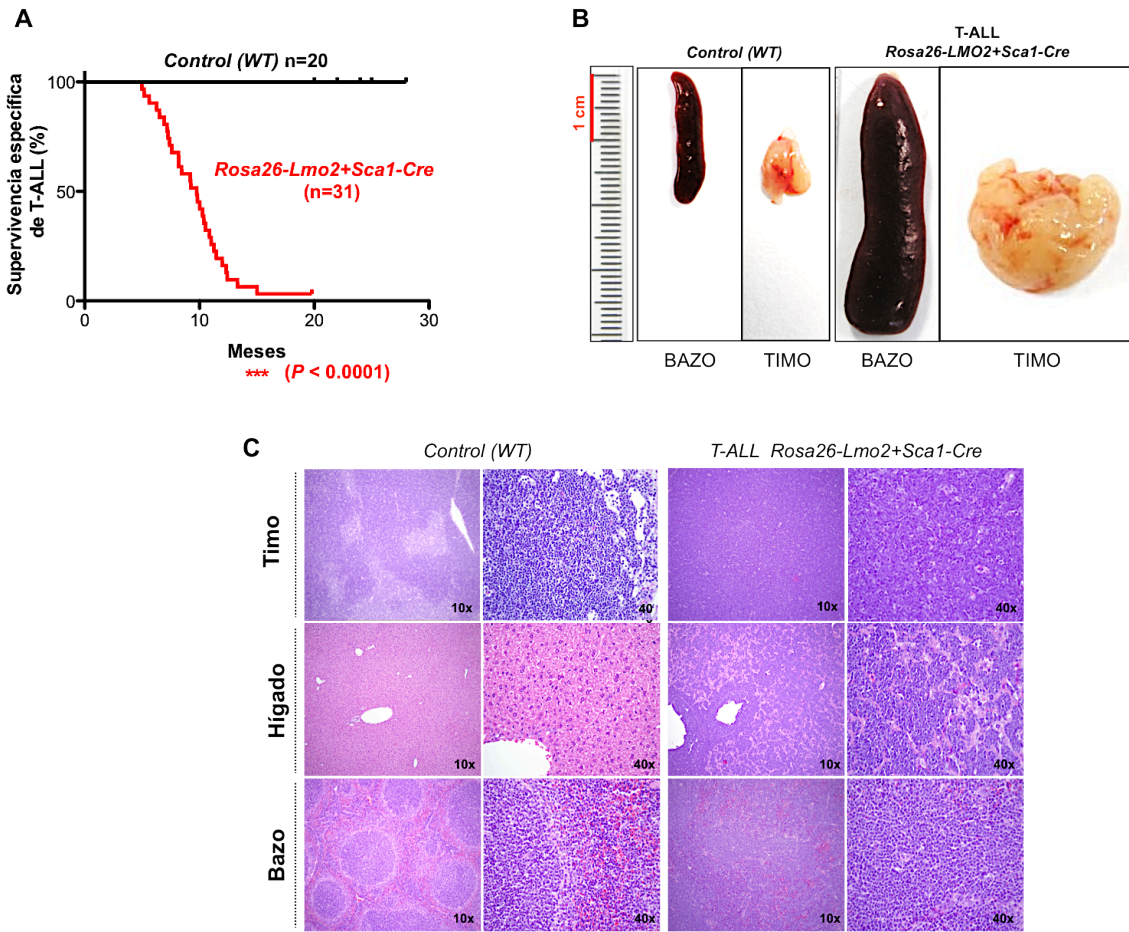 A
Control (WT) n=20
Supervivencia específica
de T-ALL (%)
100
50
0
Rosa26-Lmo2+Sca1-Cre
(n=31)
0
10
20
30
Meses
*** (P < 0.0001)
B
Control (WT)
T-ALL
Rosa26-LMO2+Sca1-Cre
1 cm
BAZO
TIMO
BAZO
TIMO
C
Control (WT)
T-ALL Rosa26-Lmo2+Sca1-Cre
Timo
10x
40
10x
40x
Hígado
10x
40x
10x
40x
Bazo
10x
40x
10x
40x